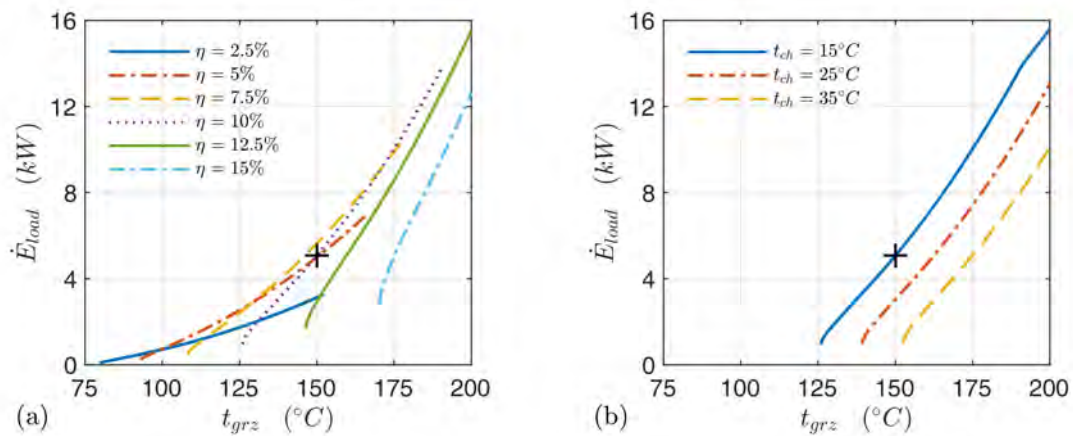 16
12
8
4
0
Ė_load (kW)
η = 2.5%
η = 5%
η = 7.5%
η = 10%
η = 12.5%
η = 15%
75 100 125 150 175 200
(a) t_grz (°C)
16
12
8
4
0
Ė_load (kW)
t_ch = 15°C
t_ch = 25°C
t_ch = 35°C
75 100 125 150 175 200
(b) t_grz (°C)